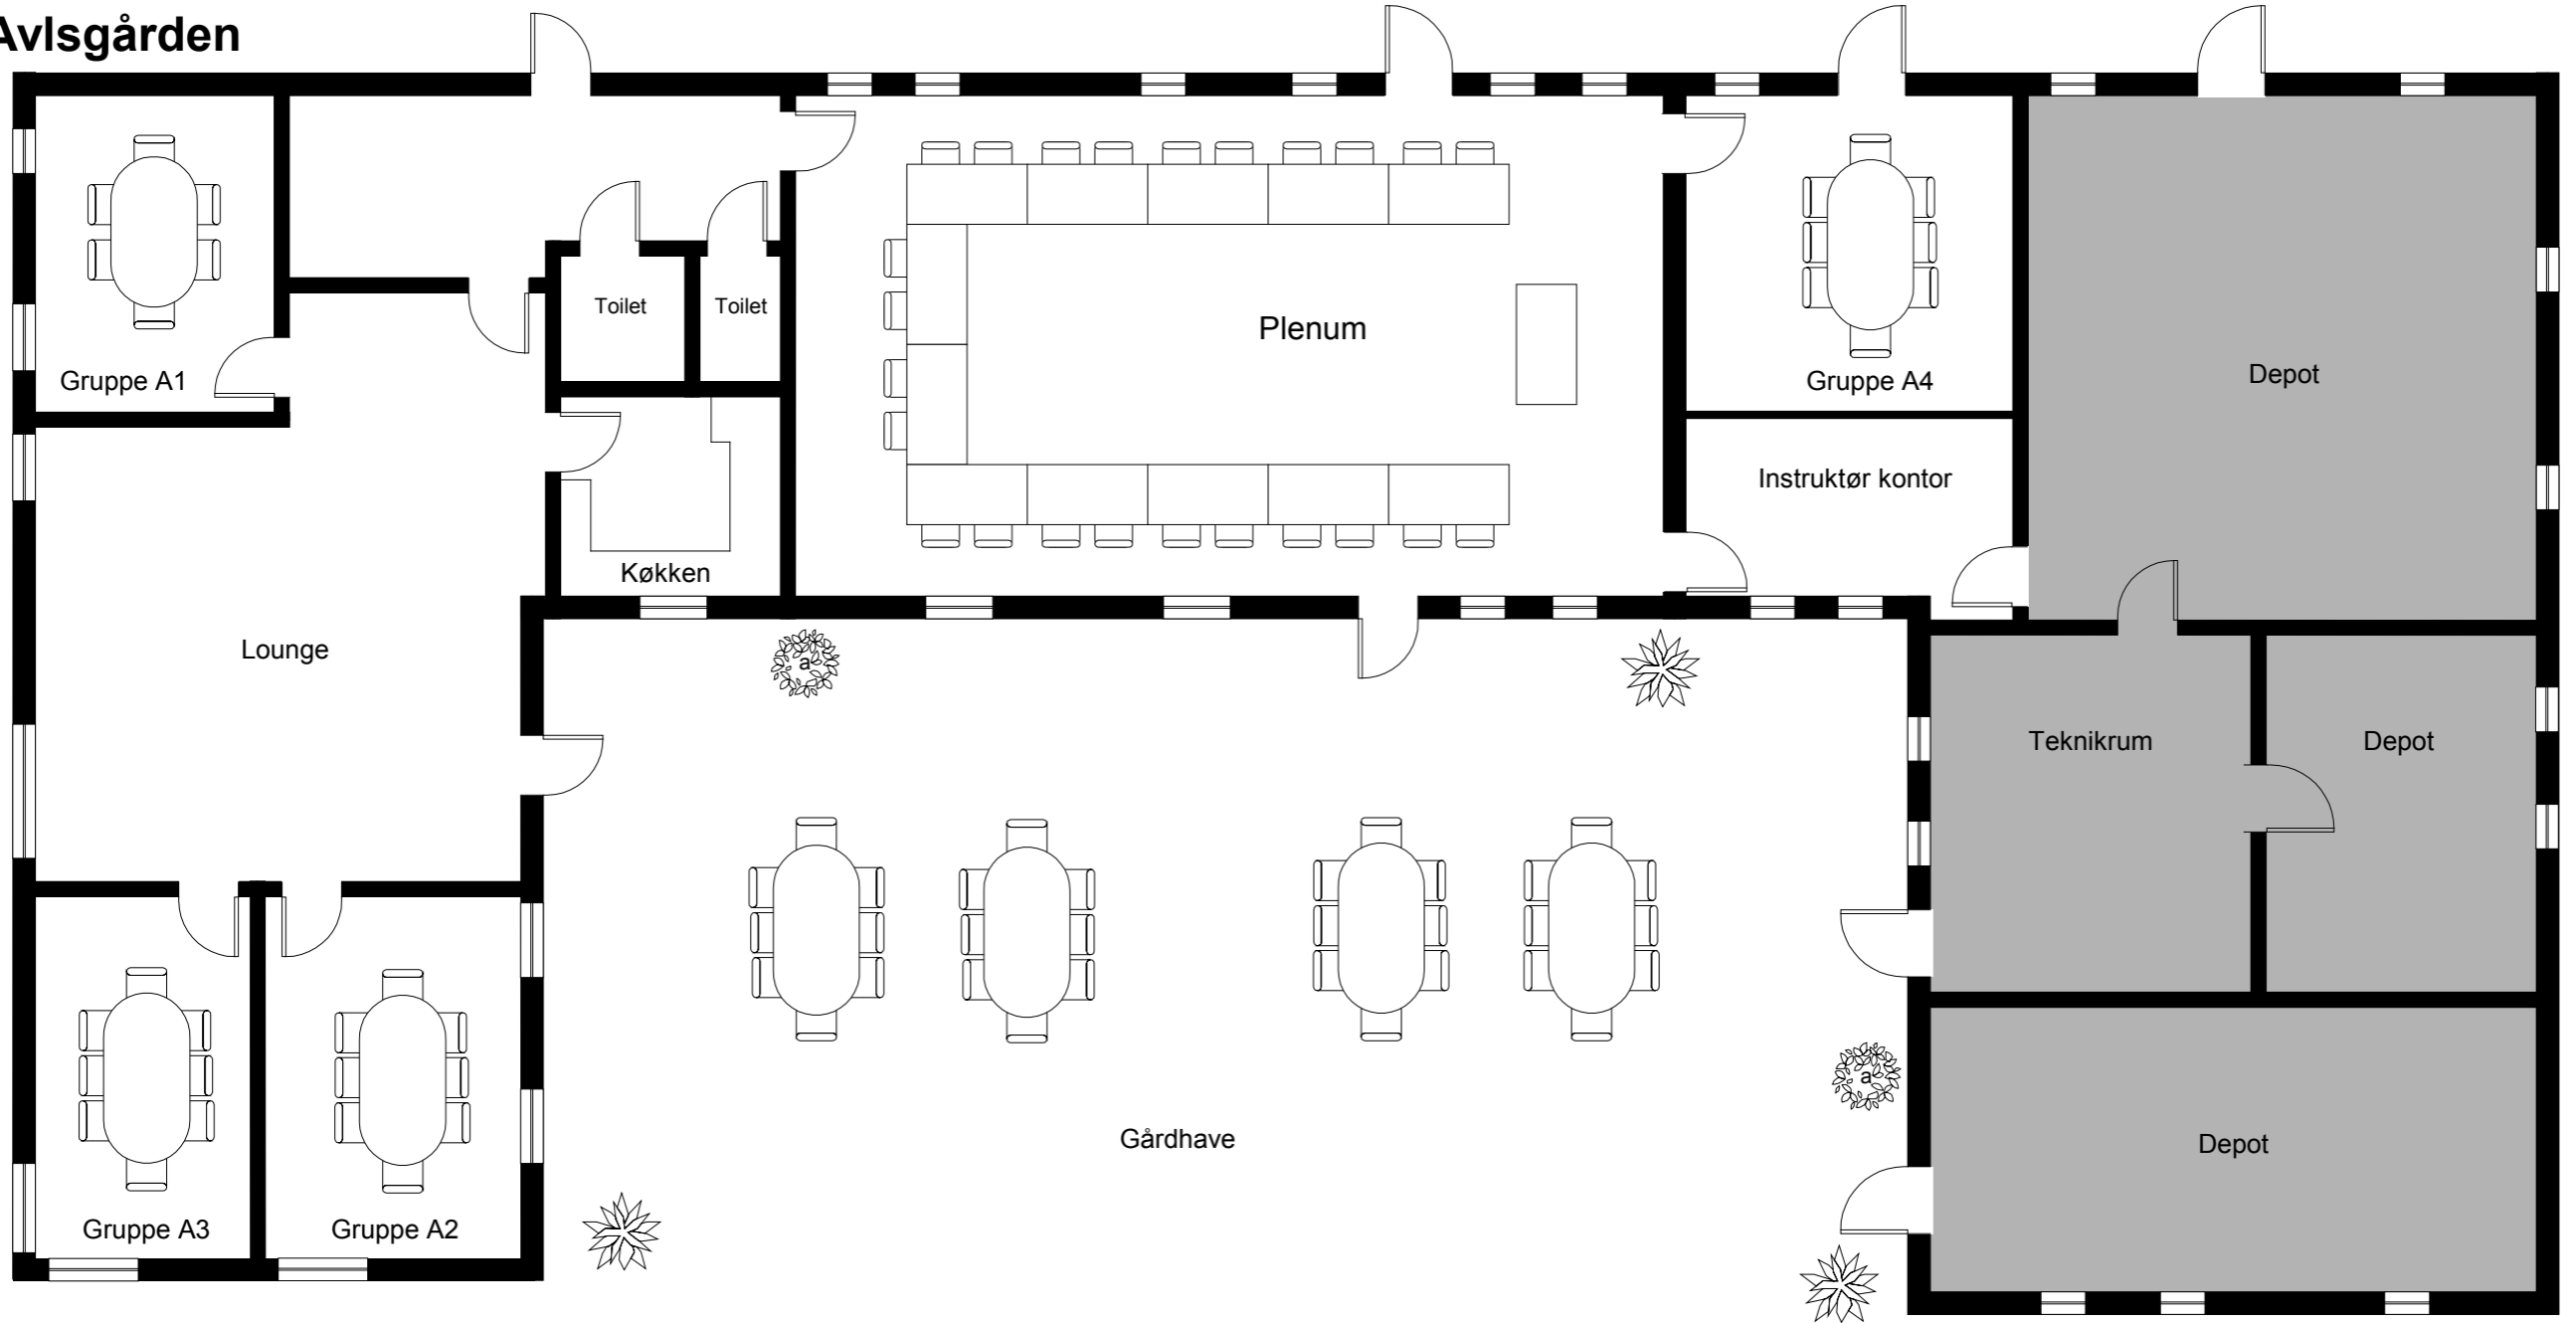 Avlsgården
Toilet
Toilet
Plenum
Gruppe A1
Gruppe A4
Depot
Instruktør kontor
Køkken
Lounge
a
Teknikrum
Depot
a
Gårdhave
Depot
Gruppe A3
Gruppe A2